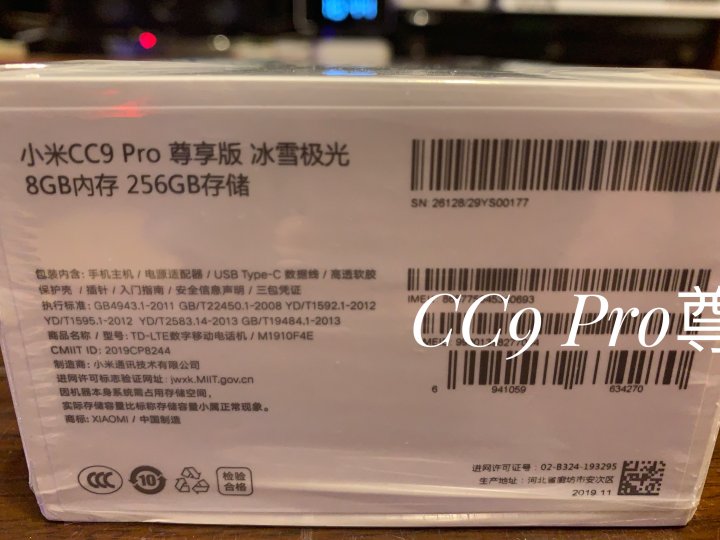 小米CC9 Pro 尊享版 冰雪极光
8GB内存 256GB存储
SN: 26128/29YS00177
包装内含: 手机主机 / 电源适配器 / USB Type-C 数据线 / 高透软胶
保护壳 / 插针 / 入门指南 / 安全信息声明 / 三包凭证
执行标准: GB4943.1-2011 GB/T22450.1-2008 YD/T1592.1-2012
YD/T1595.1-2012 YD/T2583.14-2013 GB/T19484.1-2013
商品名称 / 型号: TD-LTE数字移动电话机 / M1910F4E
CMIIT ID: 2019CP8244
制造商: 小米通讯技术有限公司
进网许可标志验证网址: jwxk.MIIT.gov.cn
因机器本身系统需占用存储空间,
实际存储容量比标称存储容量小属正常现象。
商标: XIAOMI / 中国制造
CC9 Pro尊
6 941059 634270
CCC
10
检验
合格
进网许可证号: 02-B324-193295
生产地址: 河北省廊坊市安次区
2019.11